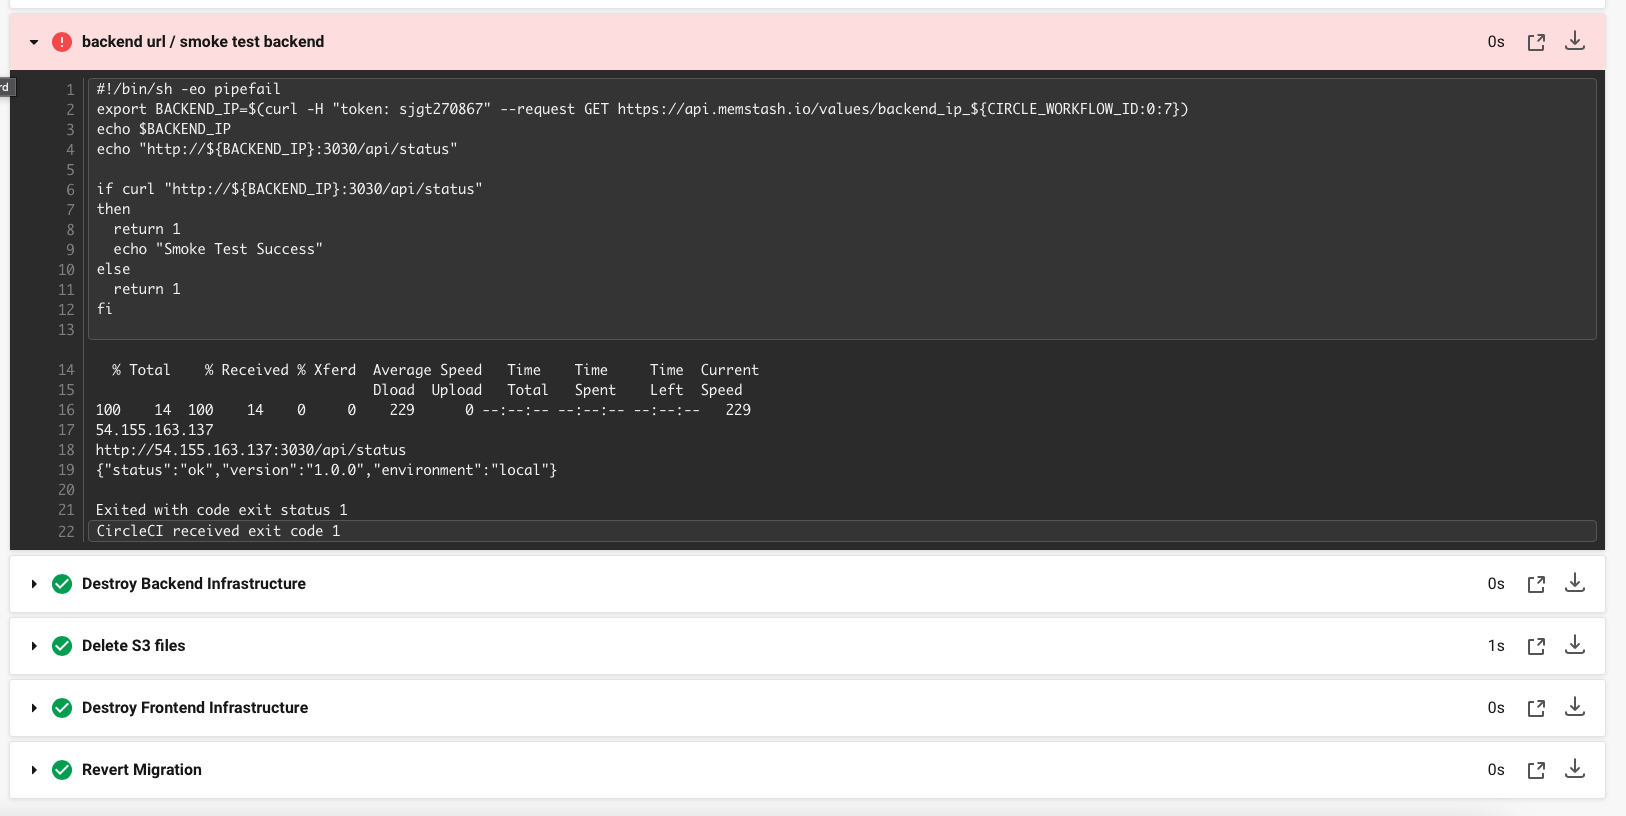 backend url / smoke test backend
0s
rd
1 #!/bin/sh -eo pipefail
2 export BACKEND_IP=$(curl -H "token: sjgt270867" --request GET https://api.memstash.io/values/backend_ip_${CIRCLE_WORKFLOW_ID:0:7})
3 echo $BACKEND_IP
4 echo "http://${BACKEND_IP}:3030/api/status"
5
6 if curl "http://${BACKEND_IP}:3030/api/status"
7 then
8   return 1
9   echo "Smoke Test Success"
10 else
11   return 1
12 fi
13
14   % Total    % Received % Xferd  Average Speed   Time    Time     Time  Current
15                                  Dload  Upload   Total   Spent    Left  Speed
16 100    14  100    14    0     0    229      0 --:--:-- --:--:-- --:--:--   229
17 54.155.163.137
18 http://54.155.163.137:3030/api/status
19 {"status":"ok","version":"1.0.0","environment":"local"}
20
21 Exited with code exit status 1
22 CircleCI received exit code 1
Destroy Backend Infrastructure
0s
Delete S3 files
1s
Destroy Frontend Infrastructure
0s
Revert Migration
0s